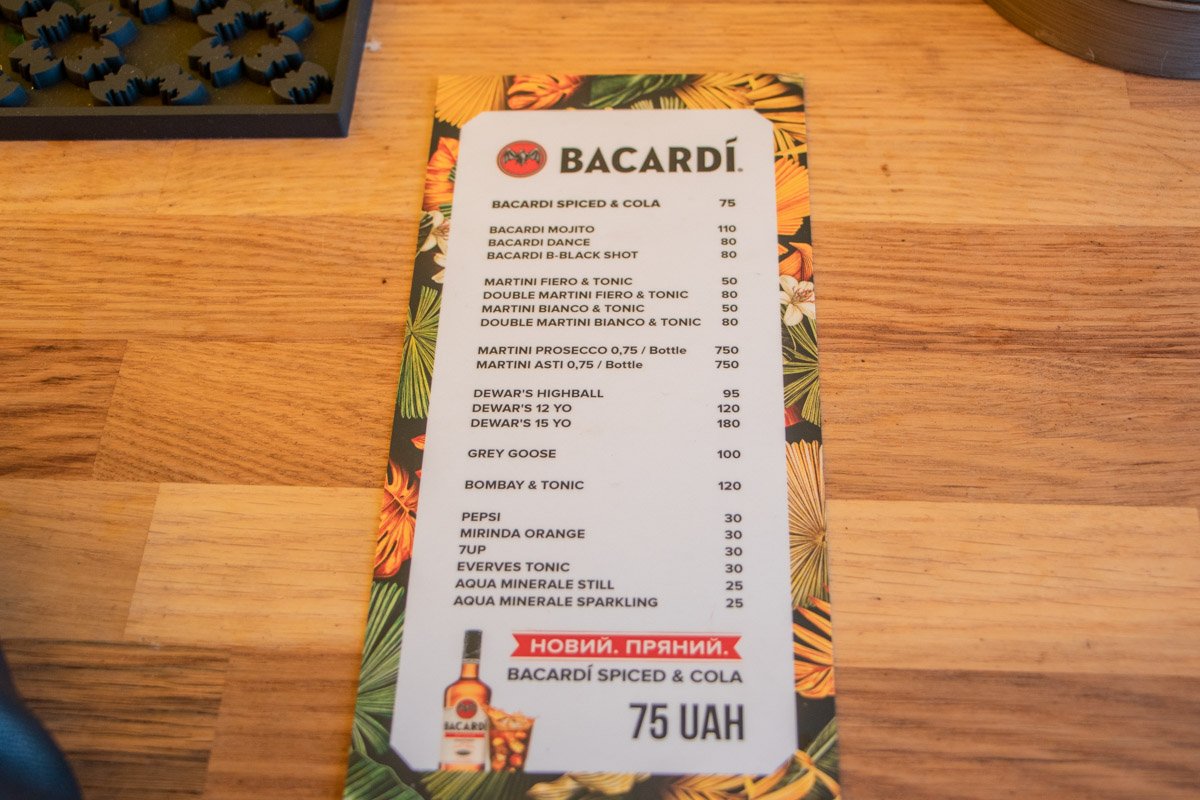 BACARDÍ
BACARDI SPICED & COLA 75
BACARDI MOJITO 110
BACARDI DANCE 80
BACARDI B-BLACK SHOT 80
MARTINI FIERO & TONIC 50
DOUBLE MARTINI FIERO & TONIC 80
MARTINI BIANCO & TONIC 50
DOUBLE MARTINI BIANCO & TONIC 80
MARTINI PROSECCO 0,75 / Bottle 750
MARTINI ASTI 0,75 / Bottle 750
DEWAR'S HIGHBALL 95
DEWAR'S 12 YO 120
DEWAR'S 15 YO 180
GREY GOOSE 100
BOMBAY & TONIC 120
PEPSI 30
MIRINDA ORANGE 30
7UP 30
EVERVES TONIC 30
AQUA MINERALE STILL 25
AQUA MINERALE SPARKLING 25
НОВИЙ. ПРЯНИЙ.
BACARDÍ SPICED & COLA
75 UAH
BACARDÍ